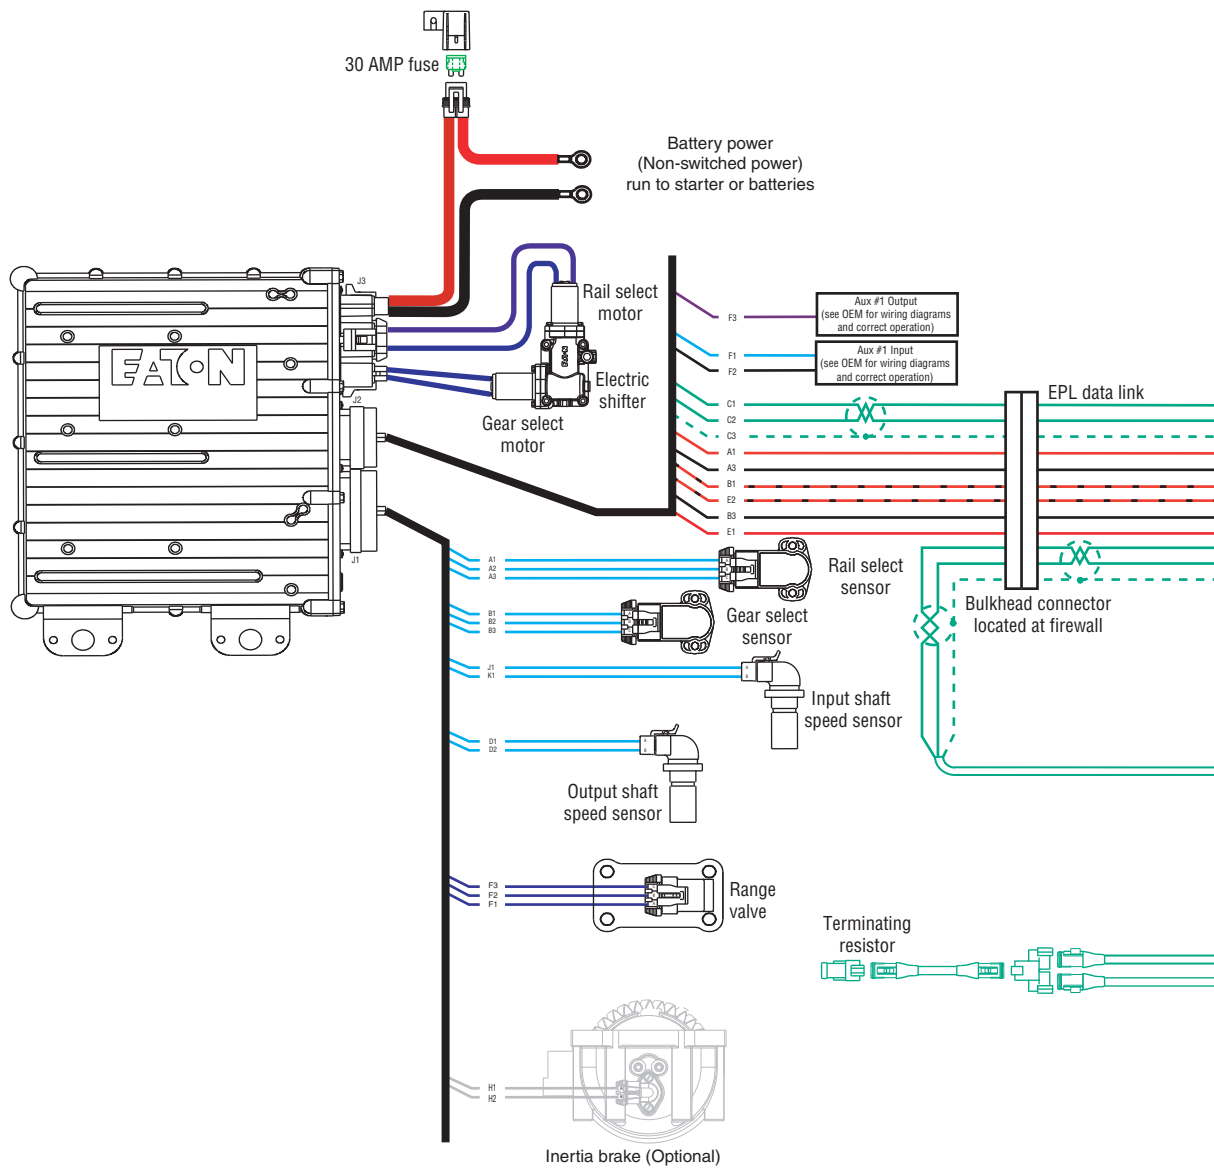 30 AMP fuse
Battery power
(Non-switched power)
run to starter or batteries
J3
EATON
J2
J1
Rail select
motor
EATON
Electric
shifter
Gear select
motor
F3
Aux #1 Output
(see OEM for wiring diagrams
and correct operation)
F1
F2
Aux #1 Input
(see OEM for wiring diagrams
and correct operation)
EPL data link
C1
C2
C3
A1
A3
B1
E2
B3
E1
A1
A2
A3
Rail select
sensor
Bulkhead connector
located at firewall
B1
B2
B3
Gear select
sensor
J1
K1
A
B
Input shaft
speed sensor
D1
D2
A
B
Output shaft
speed sensor
F3
F2
F1
Range
valve
Terminating
resistor
H1
H2
Inertia brake (Optional)